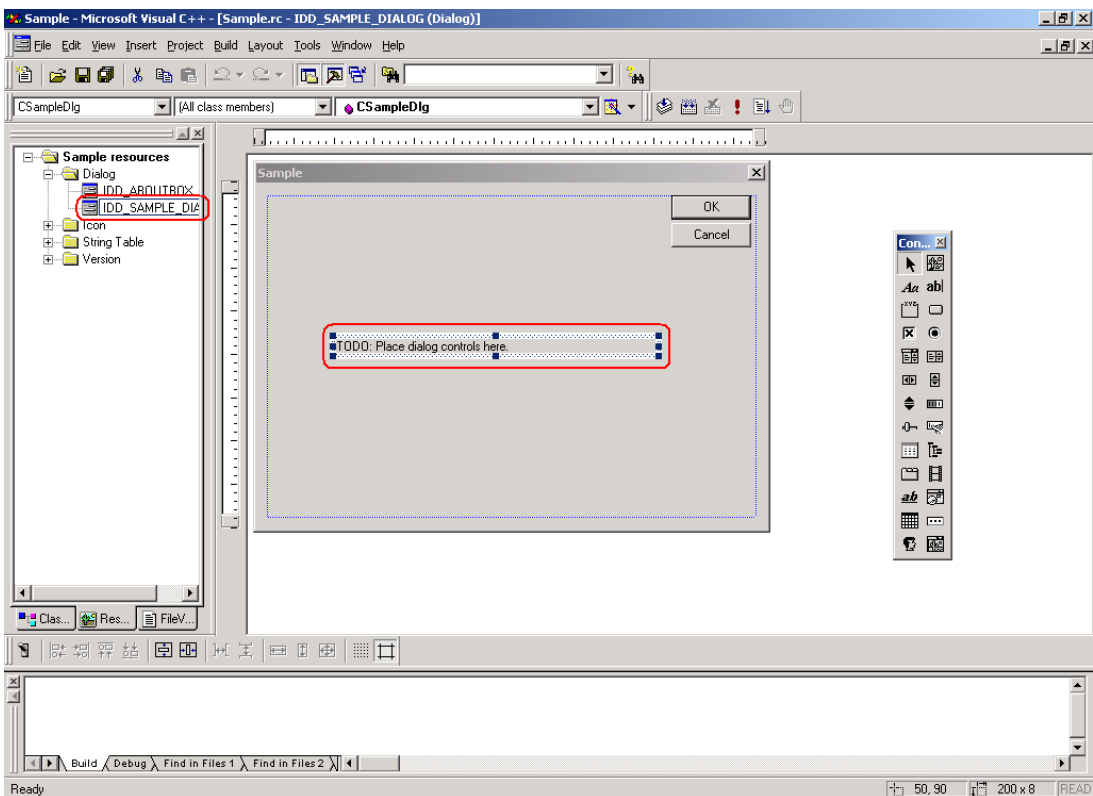 Sample - Microsoft Visual C++ - [Sample.rc - IDD_SAMPLE_DIALOG (Dialog)]
File Edit View Insert Project Build Layout Tools Window Help
CSampleDlg (All class members) CSampleDlg
Sample resources
Dialog
IDD_ABOUTBOX
IDD_SAMPLE_DIA
Icon
String Table
Version
Sample
OK
Cancel
TODO: Place dialog controls here.
Con...
Aa ab
XYZ
ab
Clas... Res... FileV...
Build Debug Find in Files 1 Find in Files 2
Ready 50, 90 200 x 8 READ